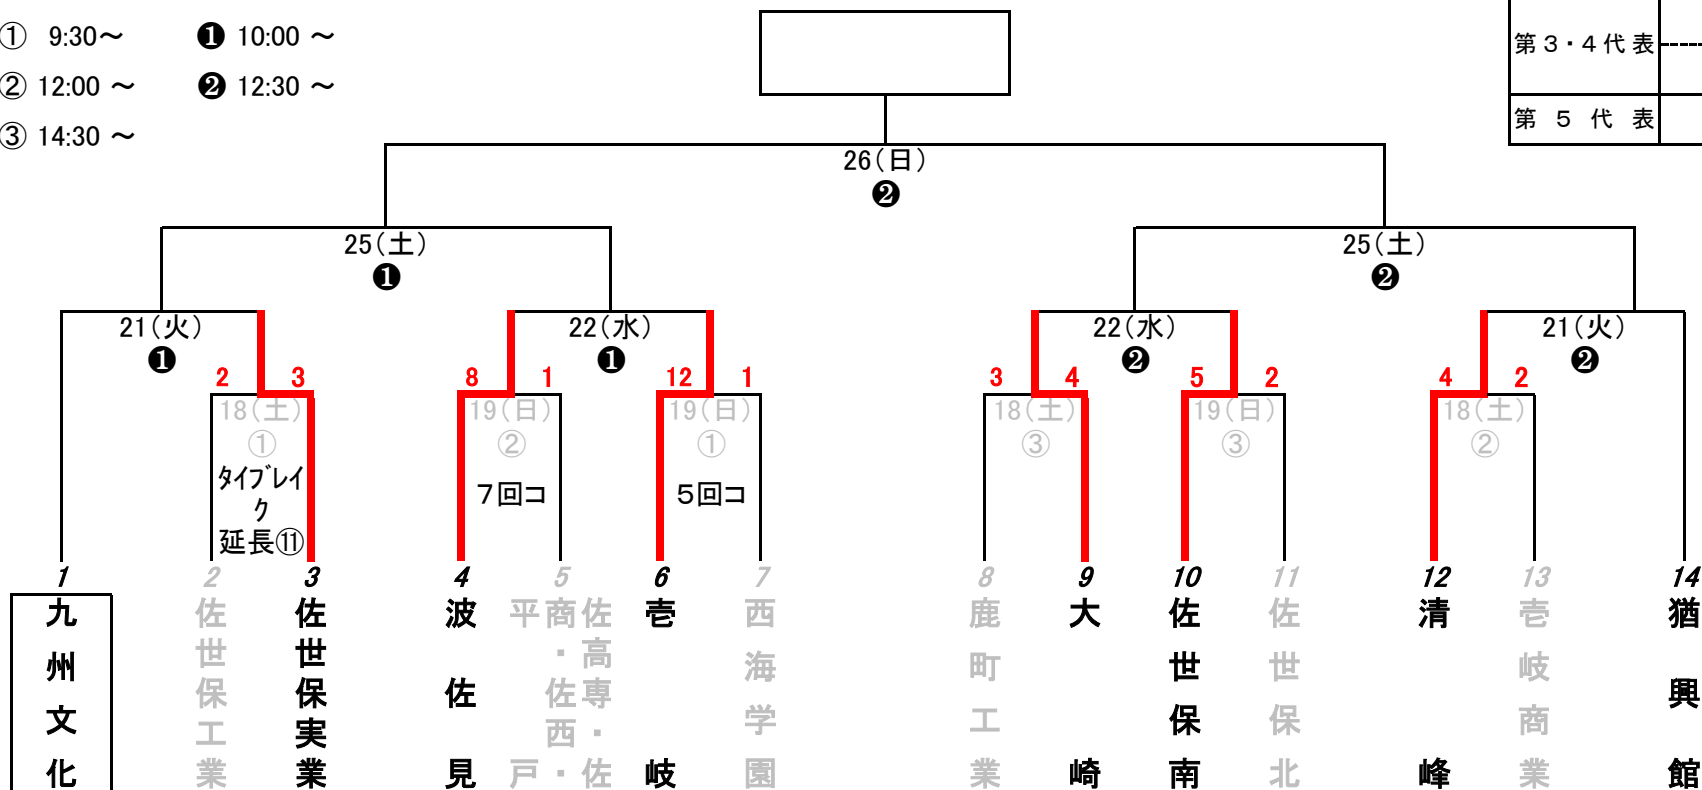 ① 9:30～ ❶ 10:00 ～
② 12:00 ～ ❷ 12:30 ～
③ 14:30 ～
第３・４代表
第５代表
26(日)
❷
25(土)
❶
25(土)
❷
21(火)
❶
22(水)
❶
22(水)
❷
21(火)
❷
2 3
8 1
12 1
3 4
5 2
4 2
18(土)
①
タイブレイ
ク
延長⑪
19(日)
②
７回コ
19(日)
①
５回コ
18(土)
③
19(日)
③
18(土)
②
1
九州文化
2
佐世保工業
3
佐世保実業
4
波佐見
5
佐高専・佐
商・佐西・
平戸
6
壱岐
7
西海学園
8
鹿町工業
9
大崎
10
佐世保南
11
佐世保北
12
清峰
13
壱岐商業
14
猶興館